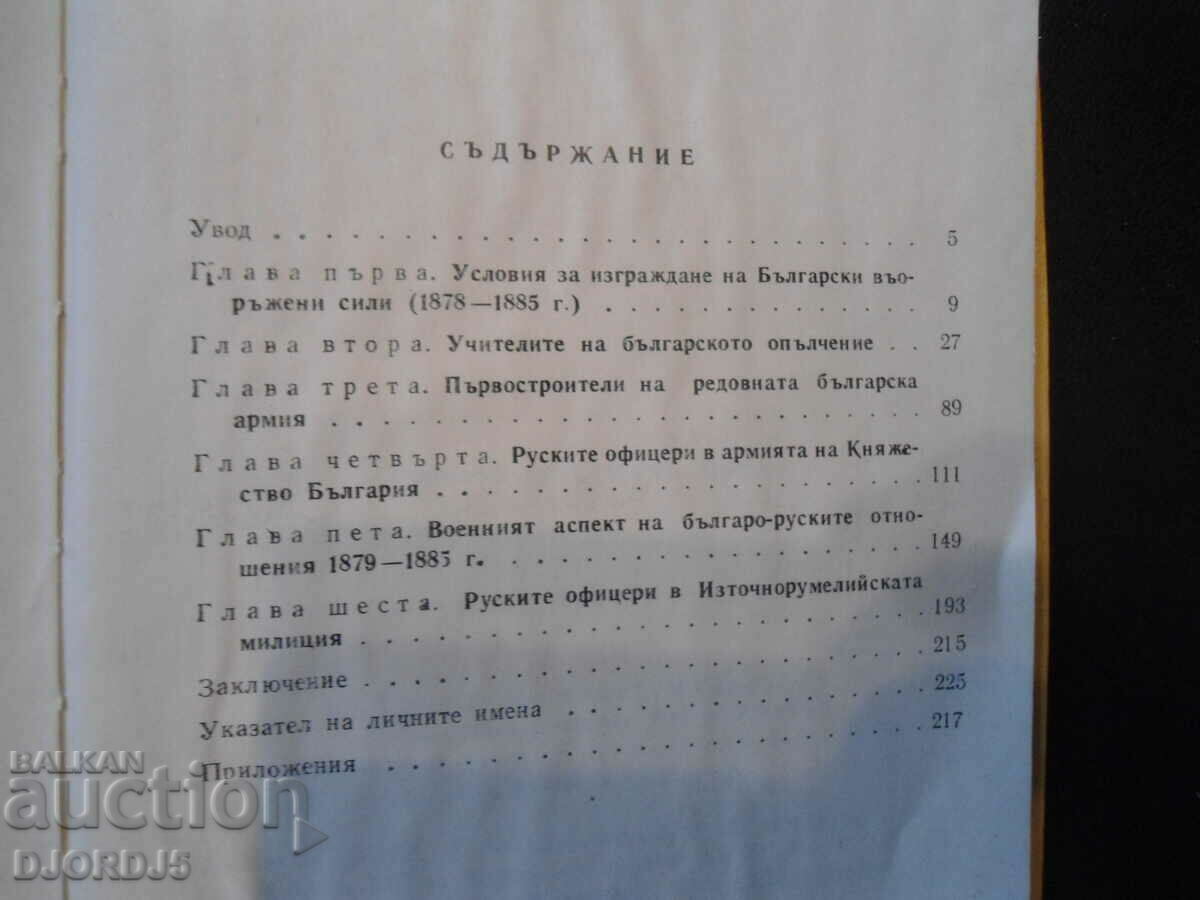 СЪДЪРЖАНИЕ
Увод . . . . . . . . . . . . . . . . . . . . . 5
Глава първа. Условия за изграждане на Български въо-
ръжени сили (1878—1885 г.) . . . . . . . . . . 9
Глава втора. Учителите на българското опълчение . . 27
Глава трета. Първостроители на редовната българска
армия . . . . . . . . . . . . . . . . . . 89
Глава четвърта. Руските офицери в армията на Княже-
ство България . . . . . . . . . . . . . . . 111
Глава пета. Военният аспект на българо-руските отно-
шения 1879—1885 г. . . . . . . . . . . . . . 149
Глава шеста. Руските офицери в Източнорумелийската
милиция . . . . . . . . . . . . . . . . . 193
Заключение . . . . . . . . . . . . . . . . . 215
Указател на личните имена . . . . . . . . . . . 225
Приложения . . . . . . . . . . . . . . . . . 217
BALKAN
auction
DJORDJ5